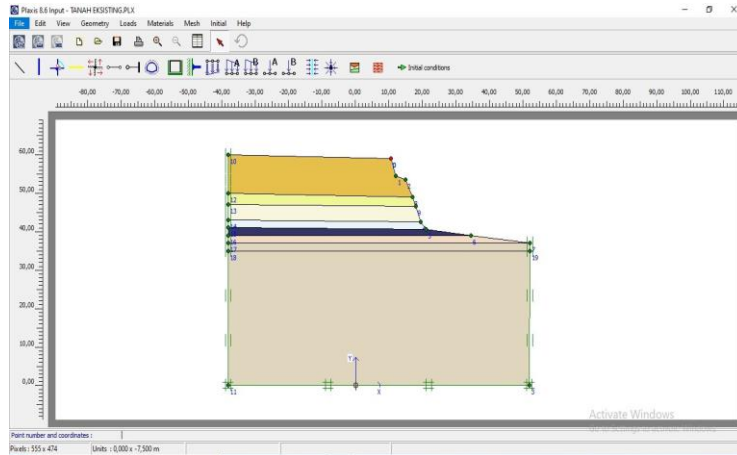 Plaxis 8.6 Input - TANAH EKSISTING.PLX
File Edit View Geometry Loads Materials Mesh Initial Help
Initial conditions
-80,00 -70,00 -60,00 -50,00 -40,00 -30,00 -20,00 -10,00 0,00 10,00 20,00 30,00 40,00 50,00 60,00 70,00 80,00 90,00 100,00 110,00
60,00
50,00
40,00
30,00
20,00
10,00
0,00
10
0
1
12
13
6
18
19
11
Y
X
Activate Windows
Point number and coordinates :
Pixels : 555 x 474 Units : 0,000 x -7,500 m